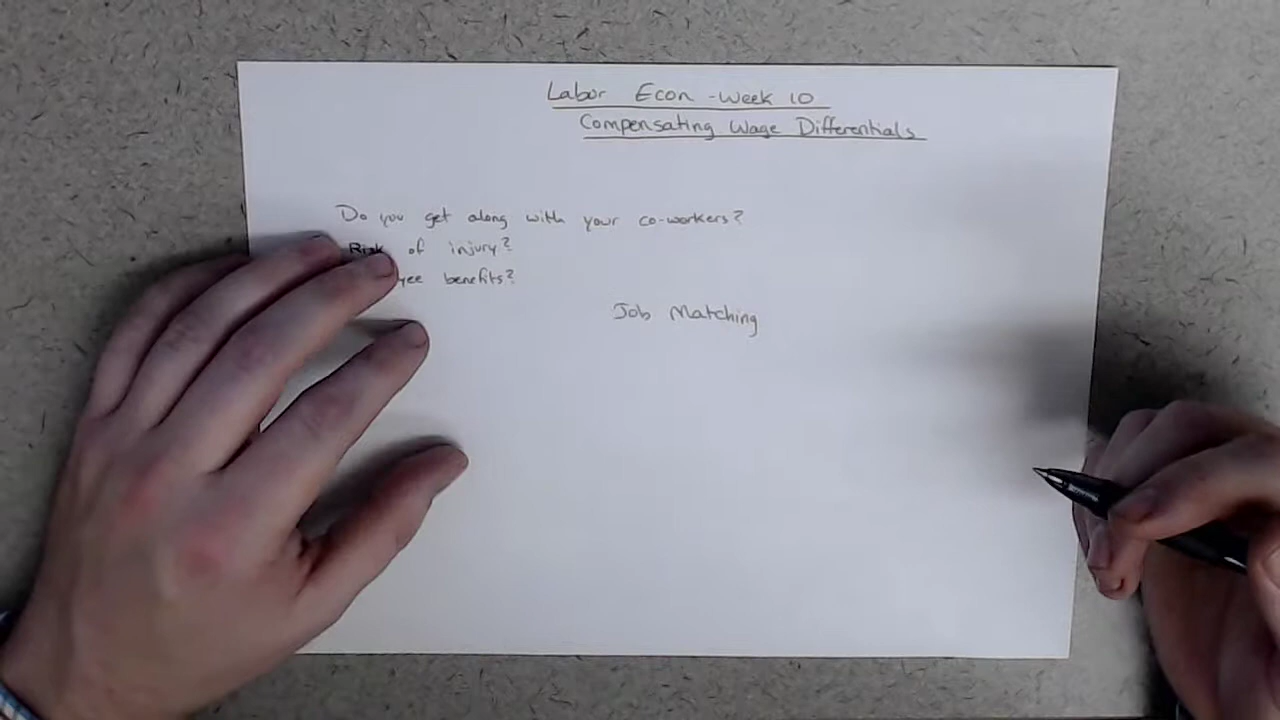 Labor Econ - Week 10
Compensating Wage Differentials
Do you get along with your co-workers?
Risk of injury?
benefits?
Job Matching